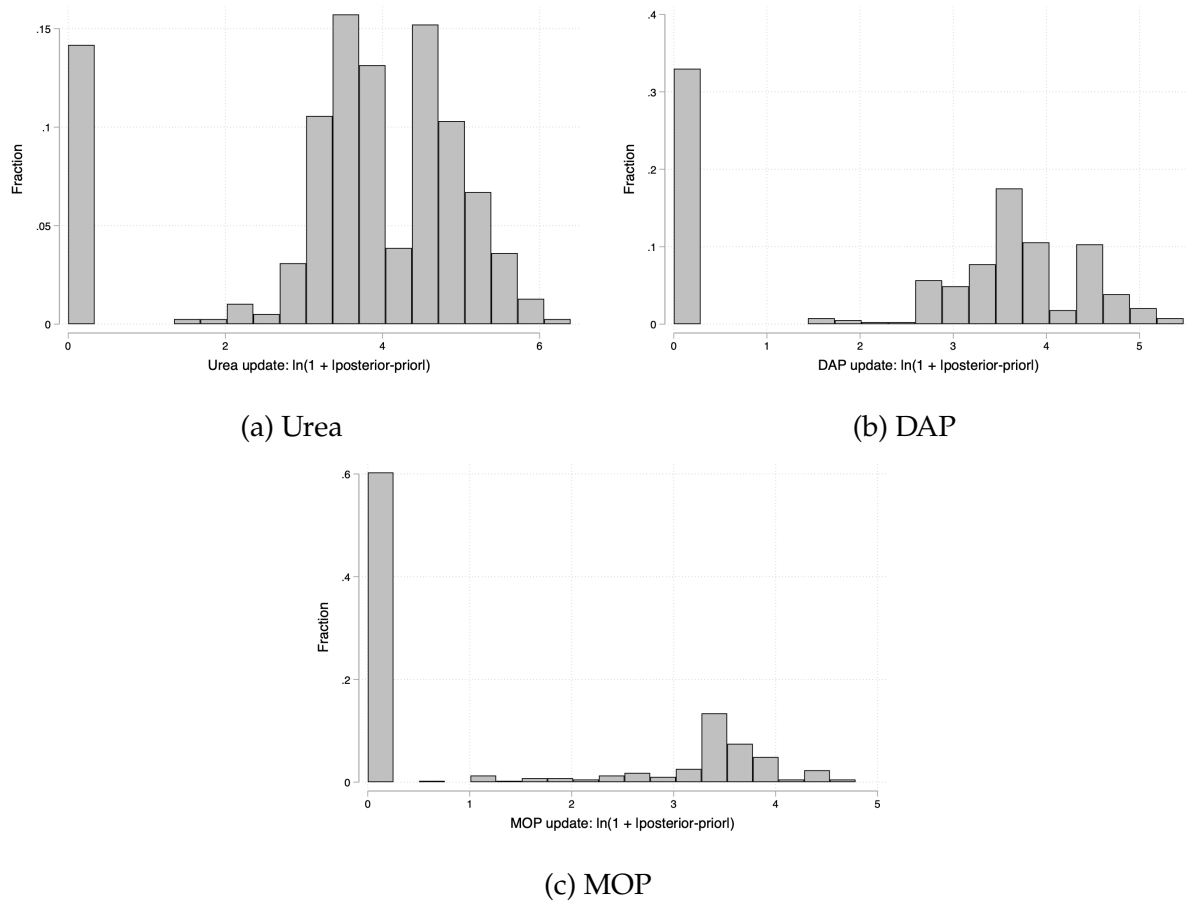 .15
.1
.05
0
Fraction
0 2 4 6
Urea update: ln(1 + |posterior-prior|)
(a) Urea
.4
.3
.2
.1
0
Fraction
0 1 2 3 4 5
DAP update: ln(1 + |posterior-prior|)
(b) DAP
.6
.4
.2
0
Fraction
0 1 2 3 4 5
MOP update: ln(1 + |posterior-prior|)
(c) MOP